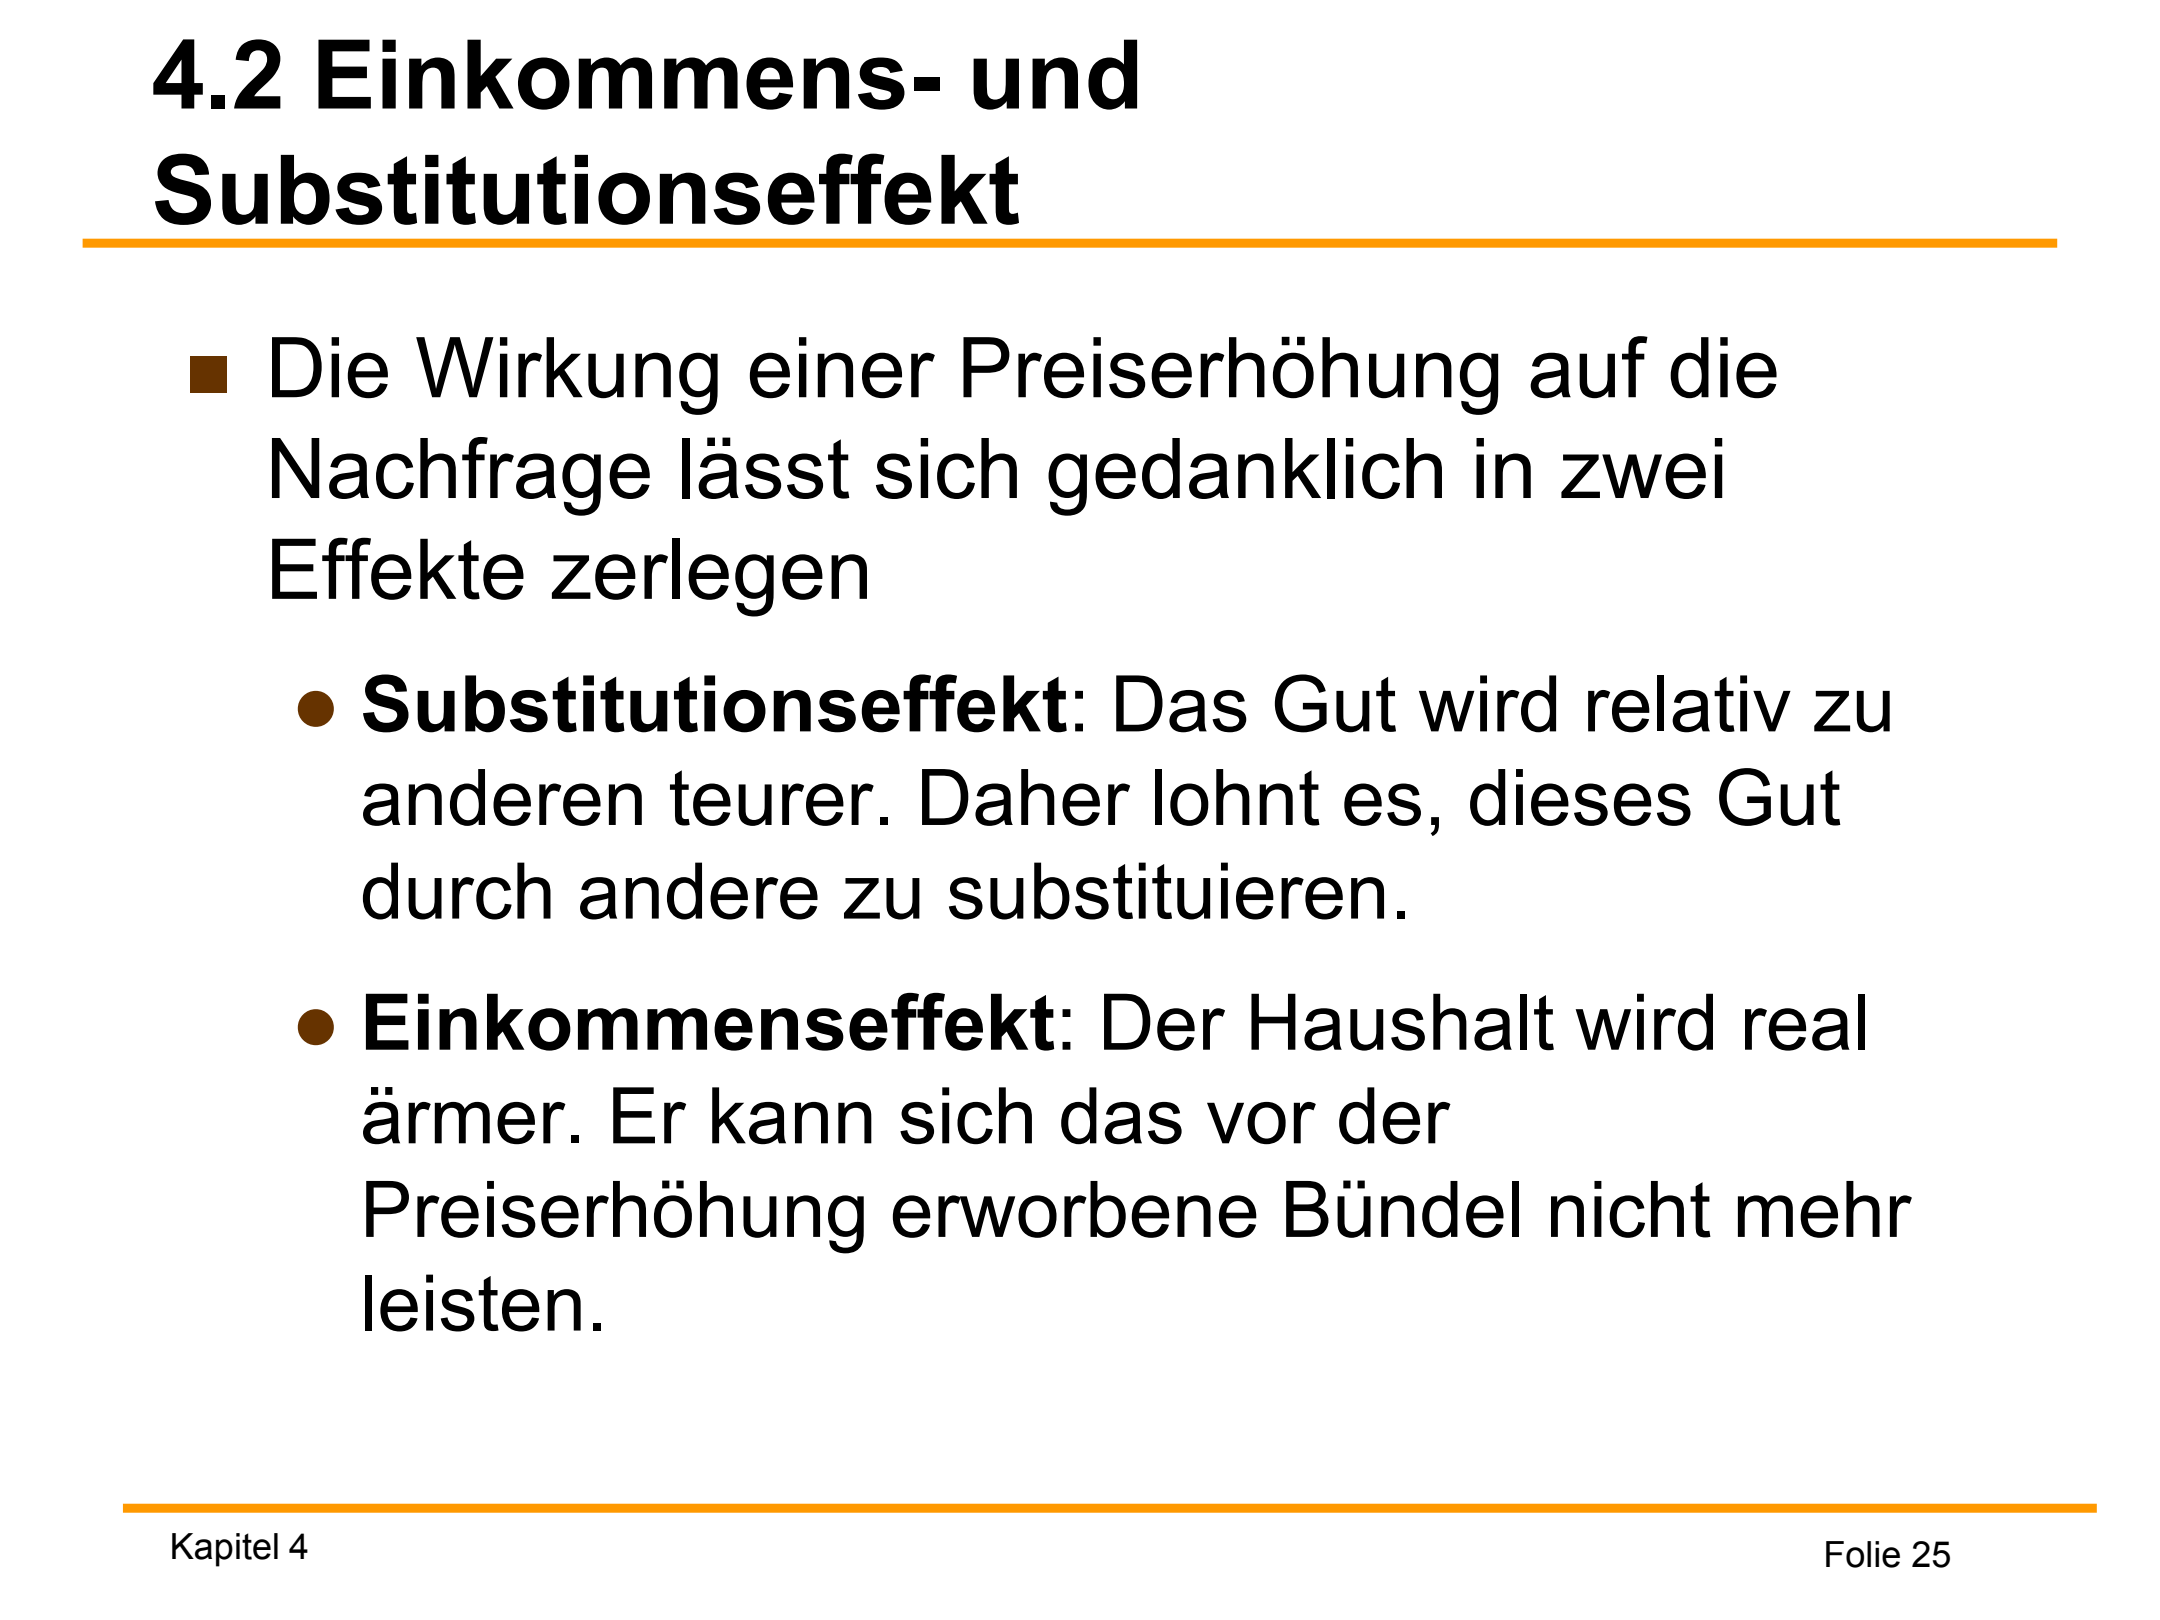 4.2 Einkommens- und
Substitutionseffekt
Die Wirkung einer Preiserhöhung auf die
Nachfrage lässt sich gedanklich in zwei
Effekte zerlegen
Substitutionseffekt: Das Gut wird relativ zu
anderen teurer. Daher lohnt es, dieses Gut
durch andere zu substituieren.
Einkommenseffekt: Der Haushalt wird real
ärmer. Er kann sich das vor der
Preiserhöhung erworbene Bündel nicht mehr
leisten.
Kapitel 4
Folie 25